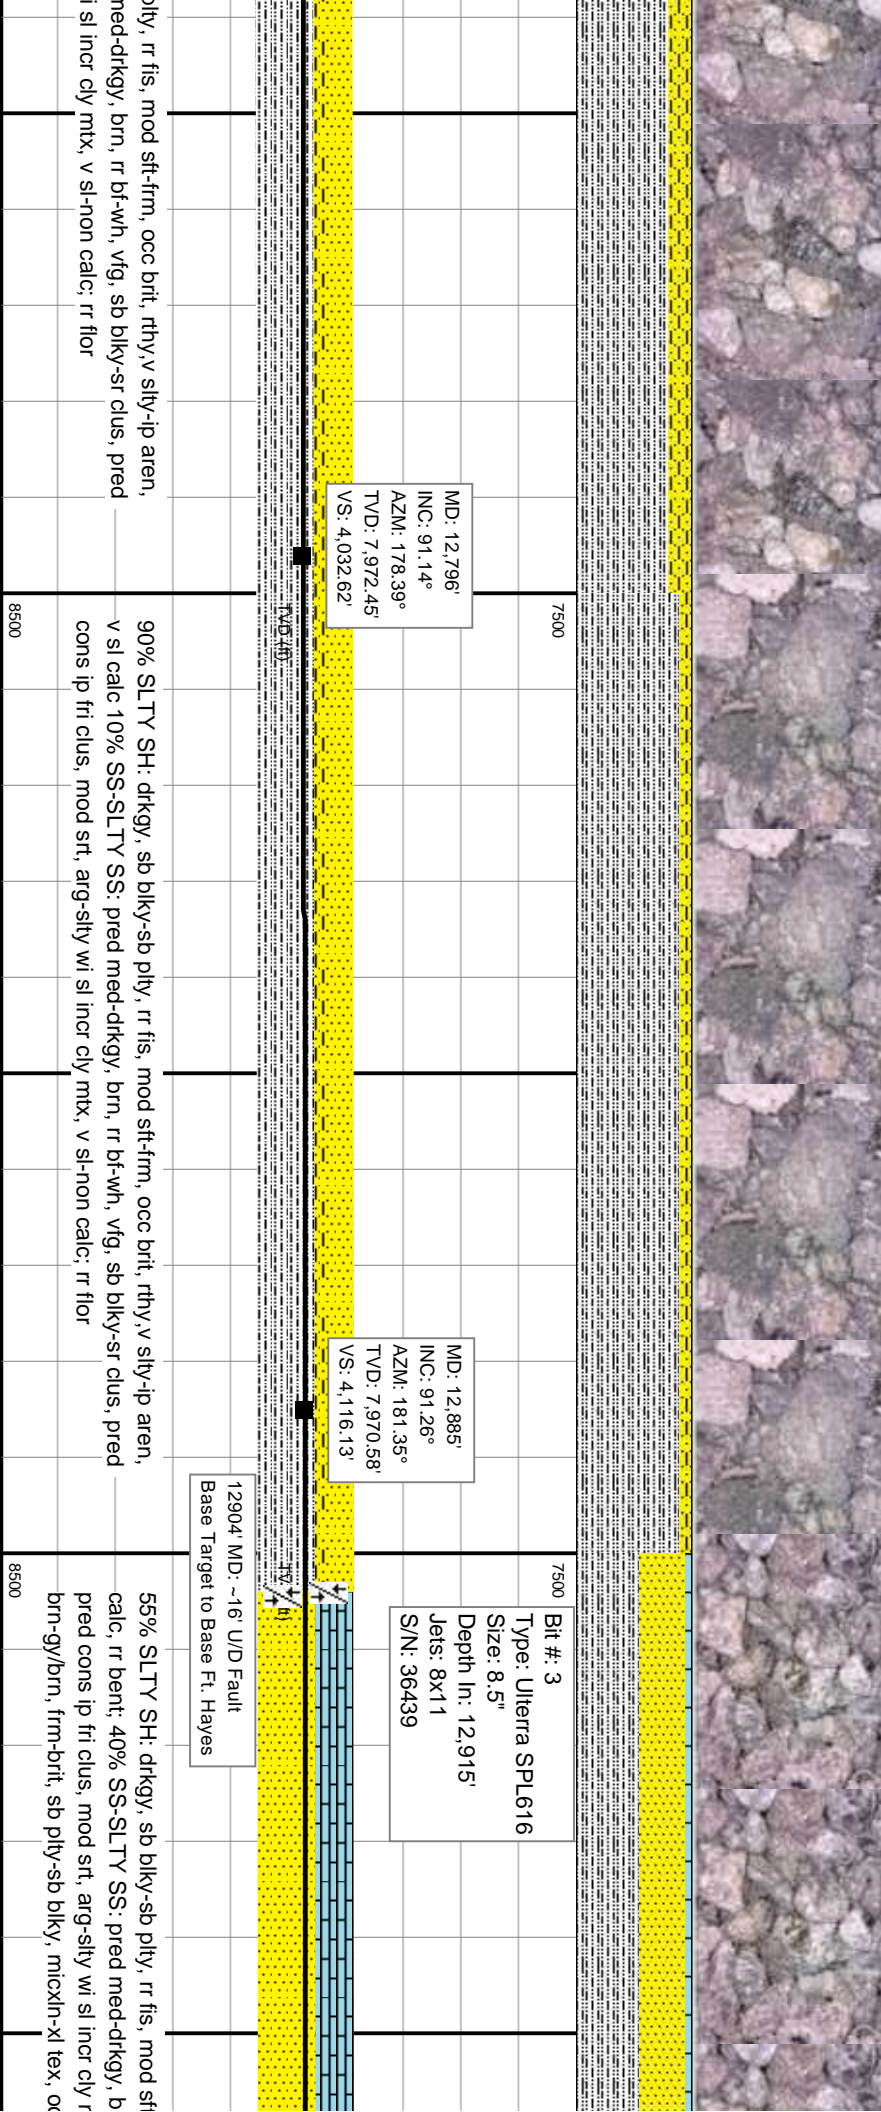 plty, rr fis, mod sft-frm, occ brit, rthy,v slty-ip aren,
med-drkgy, brn, rr bf-wh, vfg, sb blky-sr clus, pred
i sl incr cly mtx, v sl-non calc; rr flor
MD: 12,796'
INC: 91.14°
AZM: 178.39°
TVD: 7,972.45'
VS: 4,032.62'
7500
TVD (ft)
8500
90% SLTY SH: drkgy, sb blky-sb plty, rr fis, mod sft-frm, occ brit, rthy,v slty-ip aren,
v sl calc 10% SS-SLTY SS: pred med-drkgy, brn, rr bf-wh, vfg, sb blky-sr clus, pred
cons ip fri clus, mod srt, arg-slty wi sl incr cly mtx, v sl-non calc; rr flor
MD: 12,885'
INC: 91.26°
AZM: 181.35°
TVD: 7,970.58'
VS: 4,116.13'
12904' MD: ~16' U/D Fault
Base Target to Base Ft. Hayes
7500
8500
Bit #: 3
Type: Ulterra SPL616
Size: 8.5"
Depth In: 12,915'
Jets: 8x11
S/N: 36439
55% SLTY SH: drkgy, sb blky-sb plty, rr fis, mod sft
calc, rr bent; 40% SS-SLTY SS: pred med-drkgy, b
pred cons ip fri clus, mod srt, arg-slty wi sl incr cly
brn-gy/brn, frm-brit, sb plty-sb blky, micxln-xl tex,